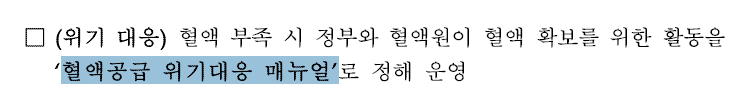 □ (위기 대응) 혈액 부족 시 정부와 혈액원이 혈액 확보를 위한 활동을
‘혈액공급 위기대응 매뉴얼’로 정해 운영